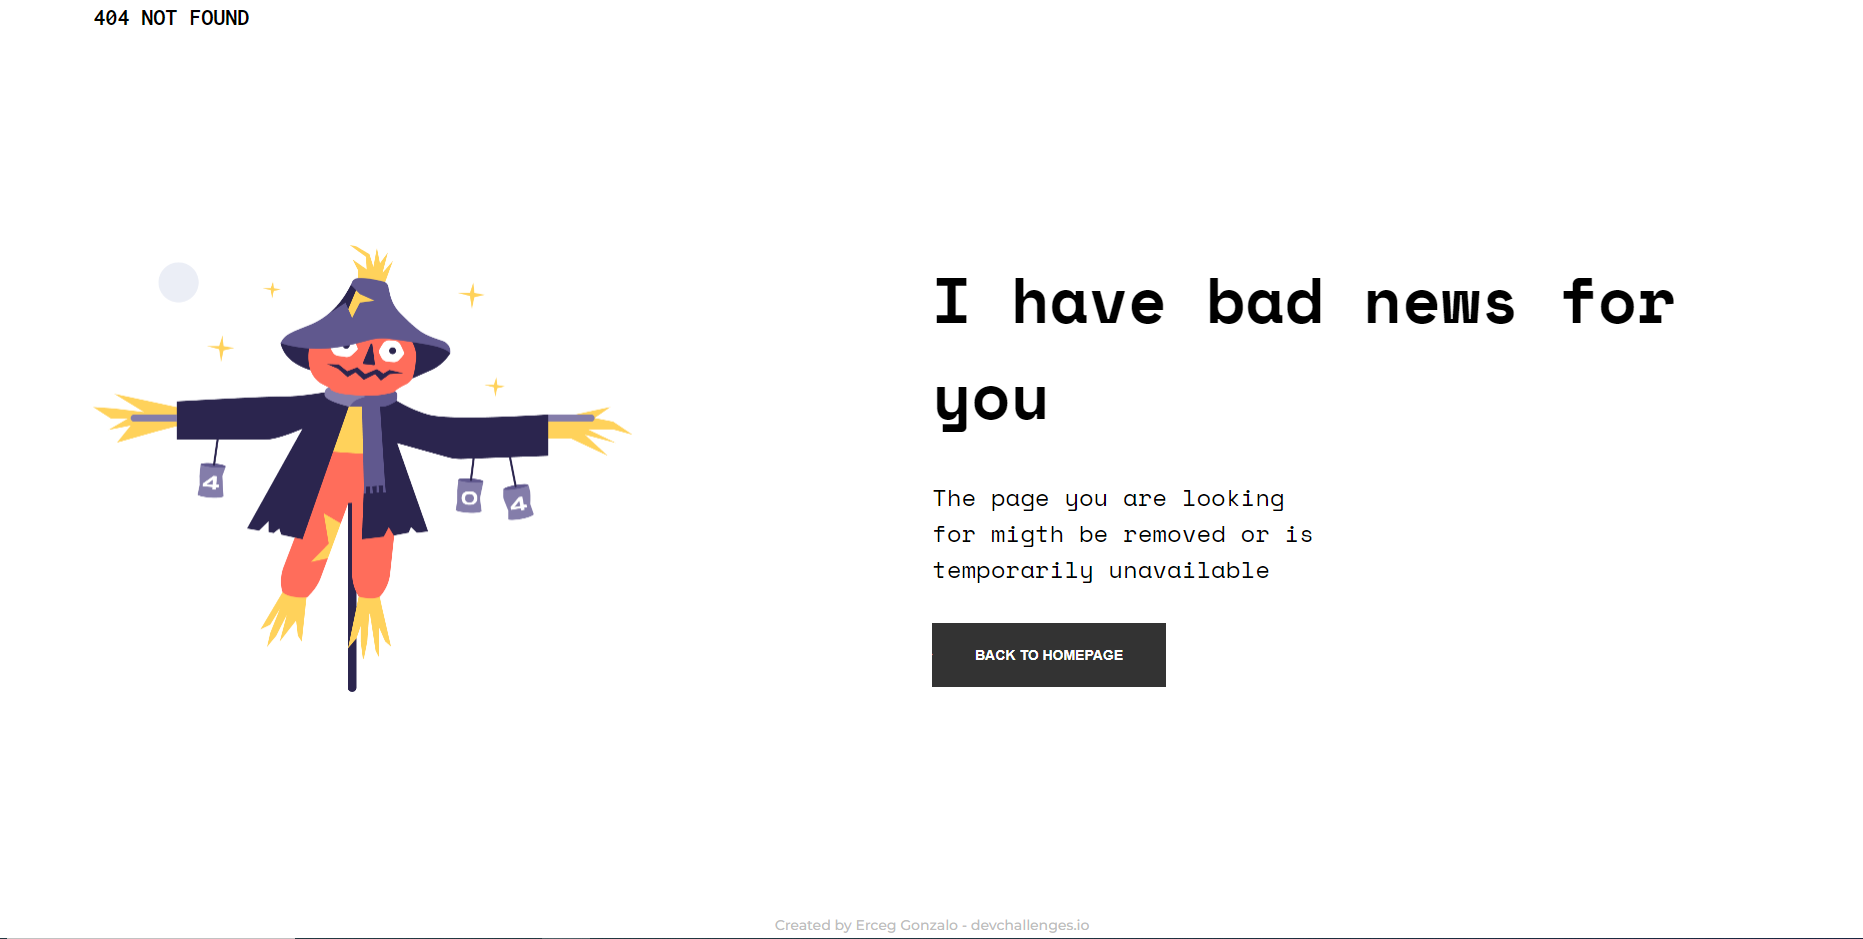 404 NOT FOUND
I have bad news for
you
4
0
4
The page you are looking
for migth be removed or is
temporarily unavailable
BACK TO HOMEPAGE
Created by Erceg Gonzalo - devchallenges.io